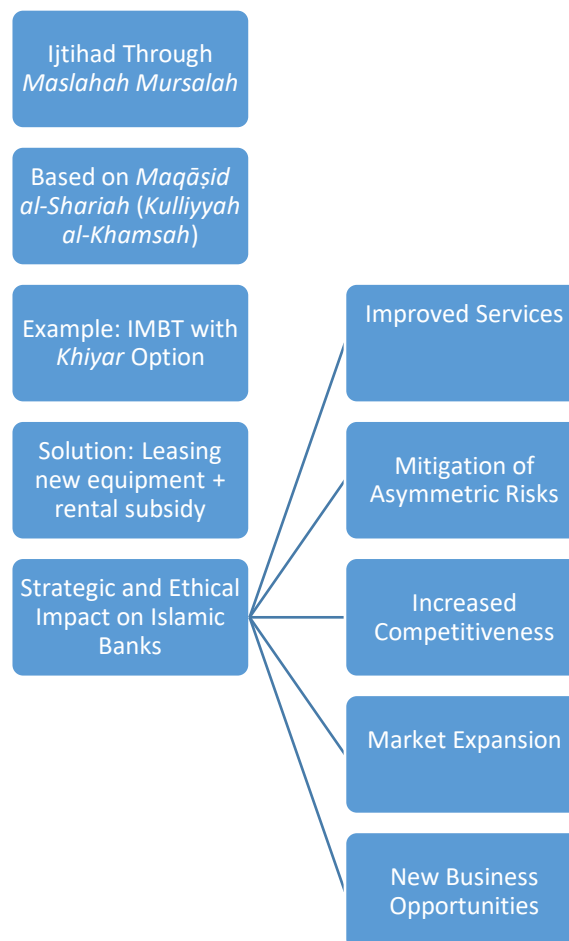 Ijtihad Through
Maslahah Mursalah
Based on Maqāṣid
al-Shariah (Kulliyyah
al-Khamsah)
Example: IMBT with
Khiyar Option
Solution: Leasing
new equipment +
rental subsidy
Strategic and Ethical
Impact on Islamic
Banks
Improved Services
Mitigation of
Asymmetric Risks
Increased
Competitiveness
Market Expansion
New Business
Opportunities